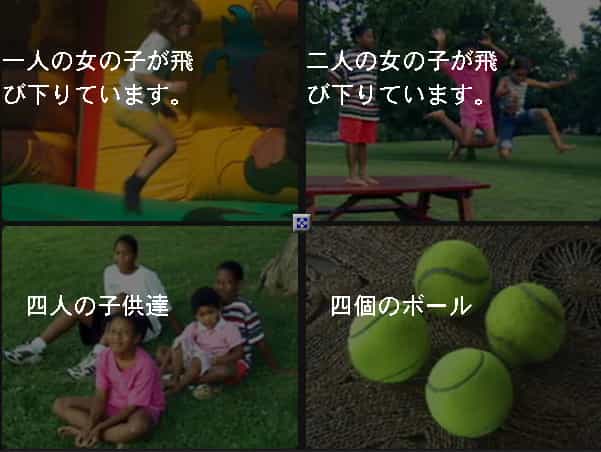 一人の女の子が飛
び下りています。
二人の女の子が飛
び下りています。
四人の子供達
四個のボール